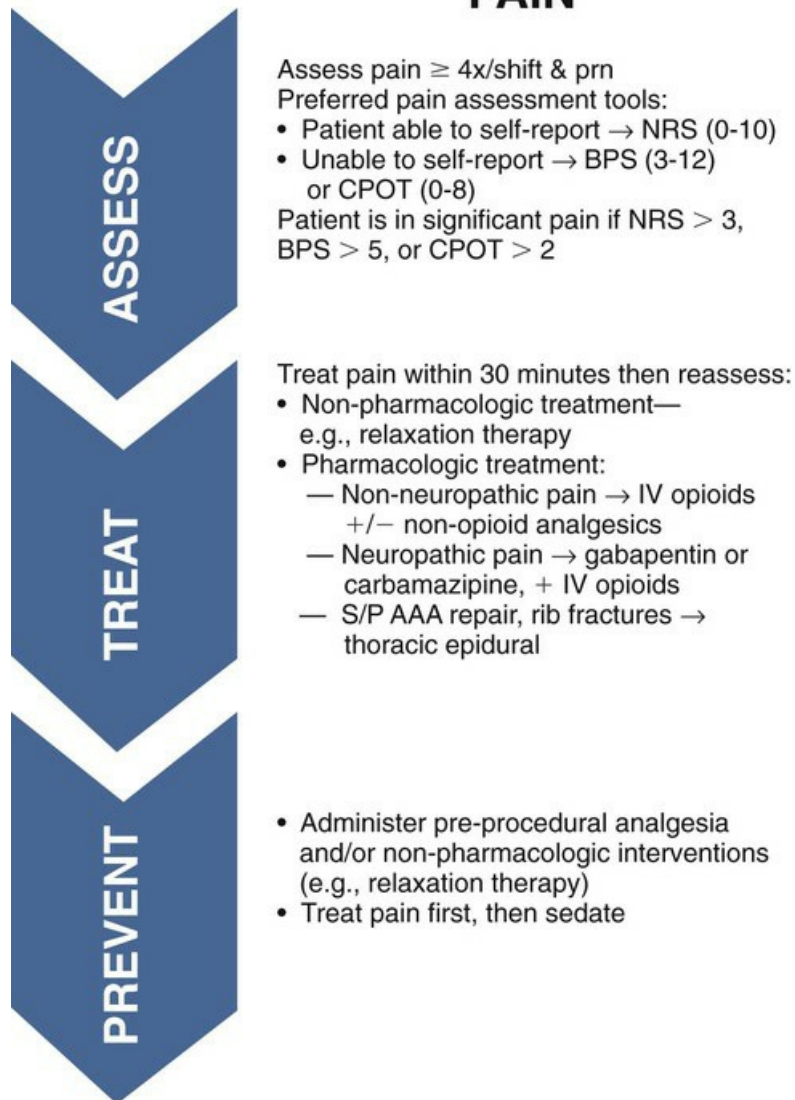 PAIN
ASSESS
Assess pain ≥ 4x/shift & prn
Preferred pain assessment tools:
• Patient able to self-report → NRS (0-10)
• Unable to self-report → BPS (3-12)
or CPOT (0-8)
Patient is in significant pain if NRS > 3,
BPS > 5, or CPOT > 2
TREAT
Treat pain within 30 minutes then reassess:
• Non-pharmacologic treatment—
e.g., relaxation therapy
• Pharmacologic treatment:
— Non-neuropathic pain → IV opioids
+/− non-opioid analgesics
— Neuropathic pain → gabapentin or
carbamazipine, + IV opioids
— S/P AAA repair, rib fractures →
thoracic epidural
PREVENT
• Administer pre-procedural analgesia
and/or non-pharmacologic interventions
(e.g., relaxation therapy)
• Treat pain first, then sedate